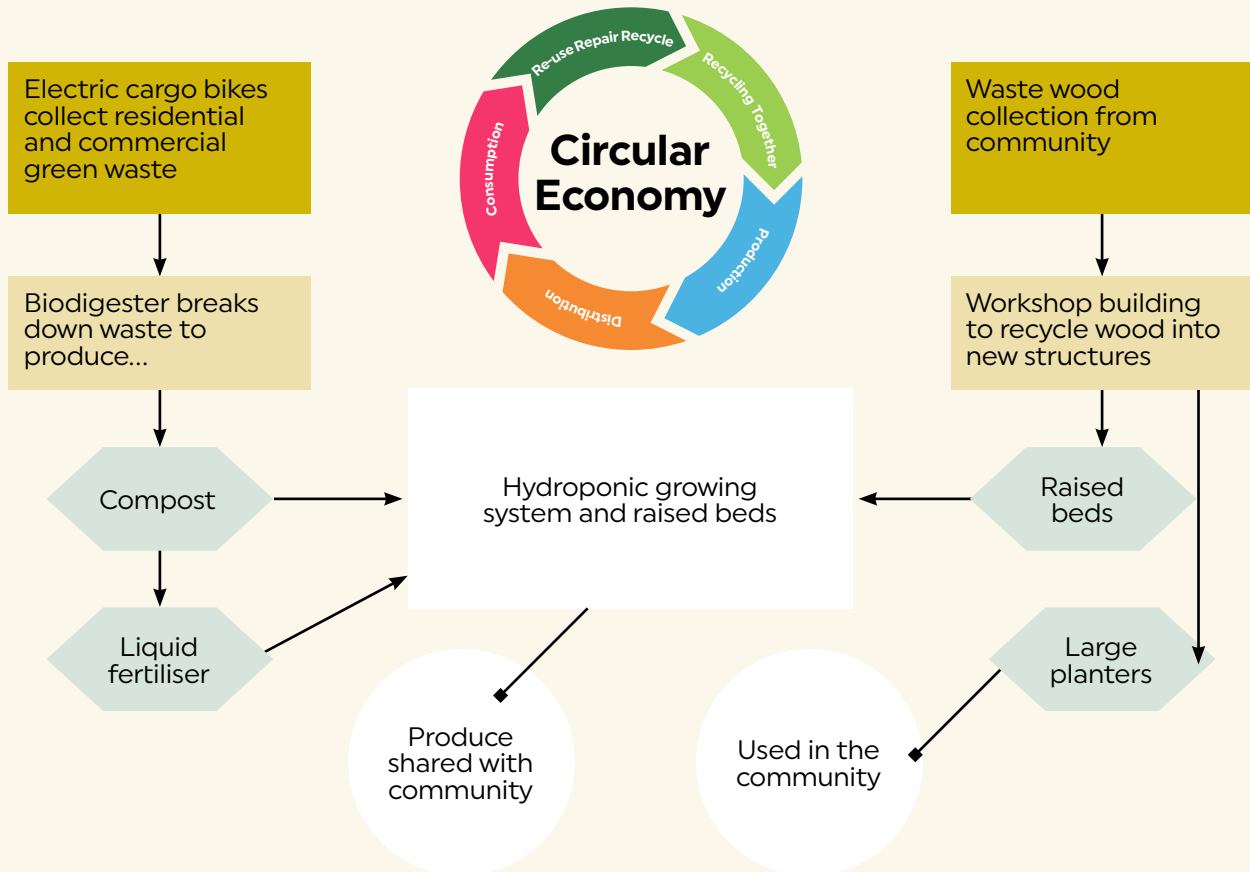 Re-use Repair Recycle
Recycling Together
Production
Distribution
Consumption
Circular
Economy
Electric cargo bikes
collect residential
and commercial
green waste
Waste wood
collection from
community
Biodigester breaks
down waste to
produce...
Workshop building
to recycle wood into
new structures
Compost
Hydroponic growing
system and raised beds
Raised
beds
Liquid
fertiliser
Large
planters
Produce
shared with
community
Used in the
community